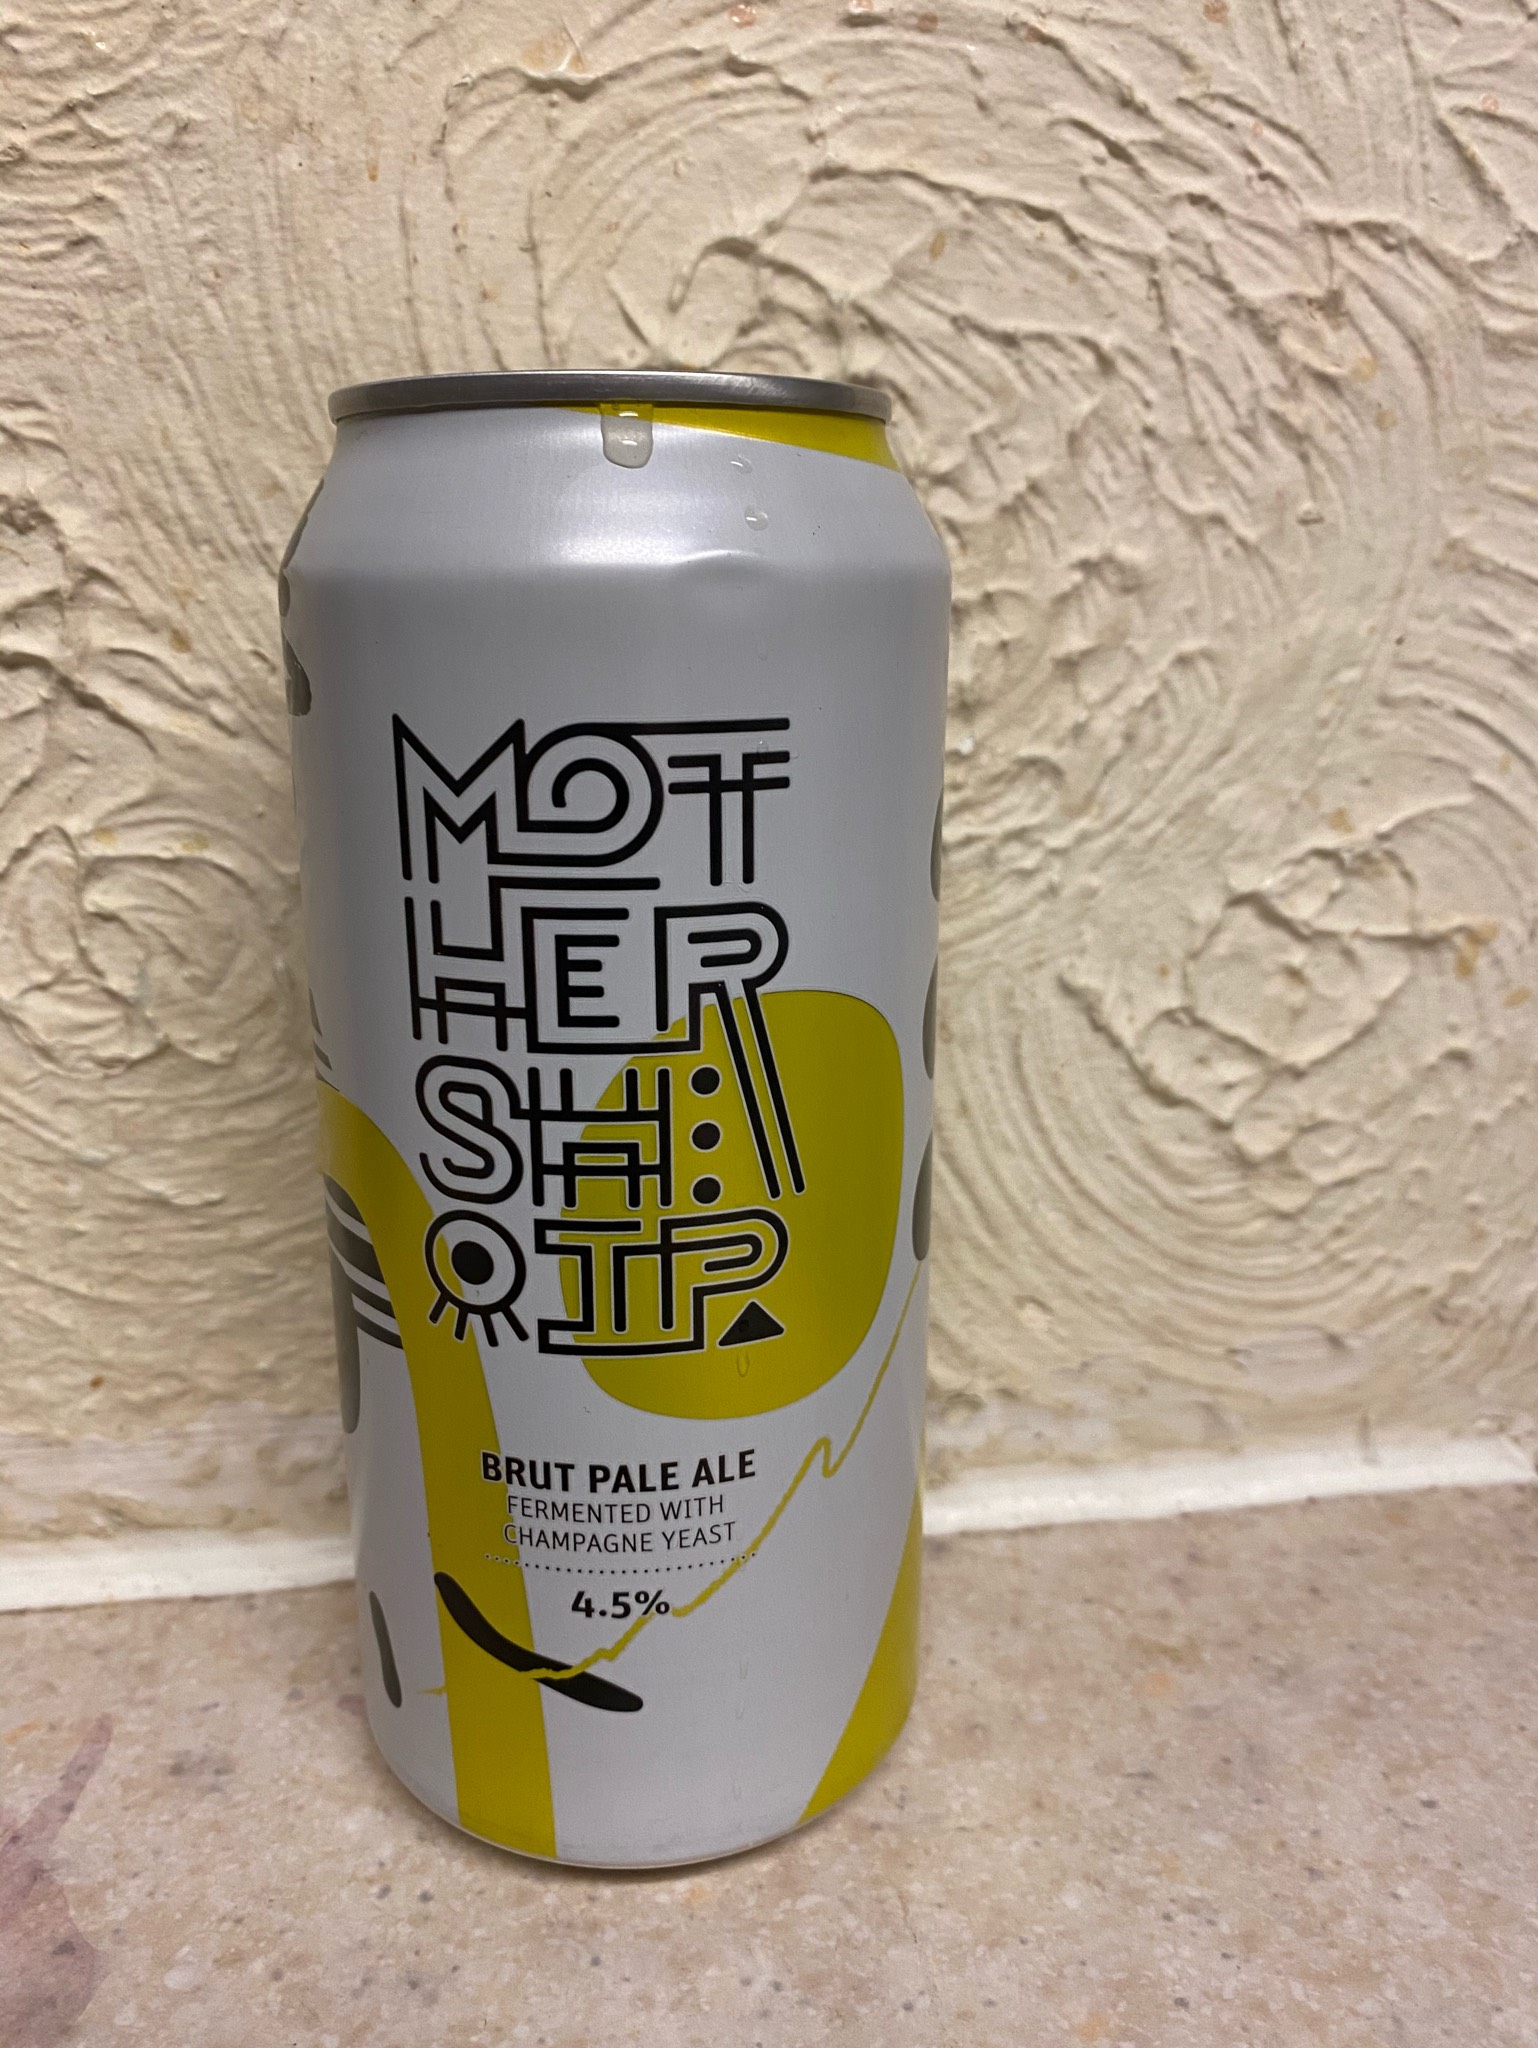 MOT
HER
SH
IP
BRUT PALE ALE
FERMENTED WITH
CHAMPAGNE YEAST
4.5%